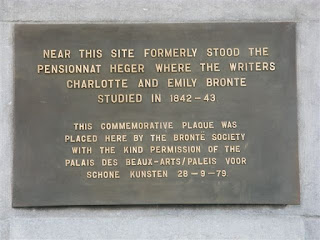 NEAR THIS SITE FORMERLY STOOD THE
PENSIONNAT HEGER WHERE THE WRITERS
CHARLOTTE AND EMILY BRONTE
STUDIED IN 1842-43
THIS COMMEMORATIVE PLAQUE WAS
PLACED HERE BY THE BRONTË SOCIETY
WITH THE KIND PERMISSION OF THE
PALAIS DES BEAUX-ARTS/PALEIS VOOR
SCHONE KUNSTEN 28-9-79